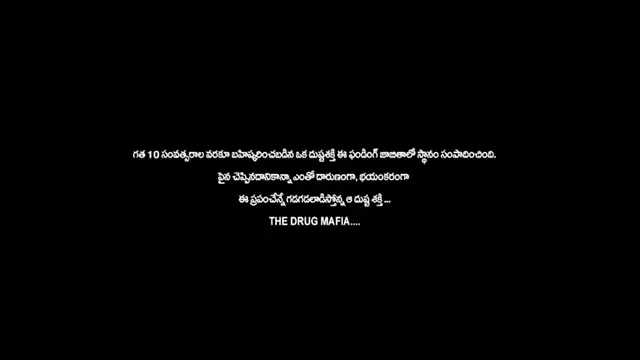 గత 10 సంవత్సరాల వరకూ బహిష్కరించబడిన ఒక దుష్టశక్తి ఈ ఫండింగ్ జాబితాలో స్థానం సంపాదించింది.
పైన చెప్పినదానికాన్నా ఎంతో దారుణంగా, భయంకరంగా
ఈ ప్రపంచేన్నే గడగడలాడిస్తోన్న ఆ దుష్ట శక్తి ...
THE DRUG MAFIA....